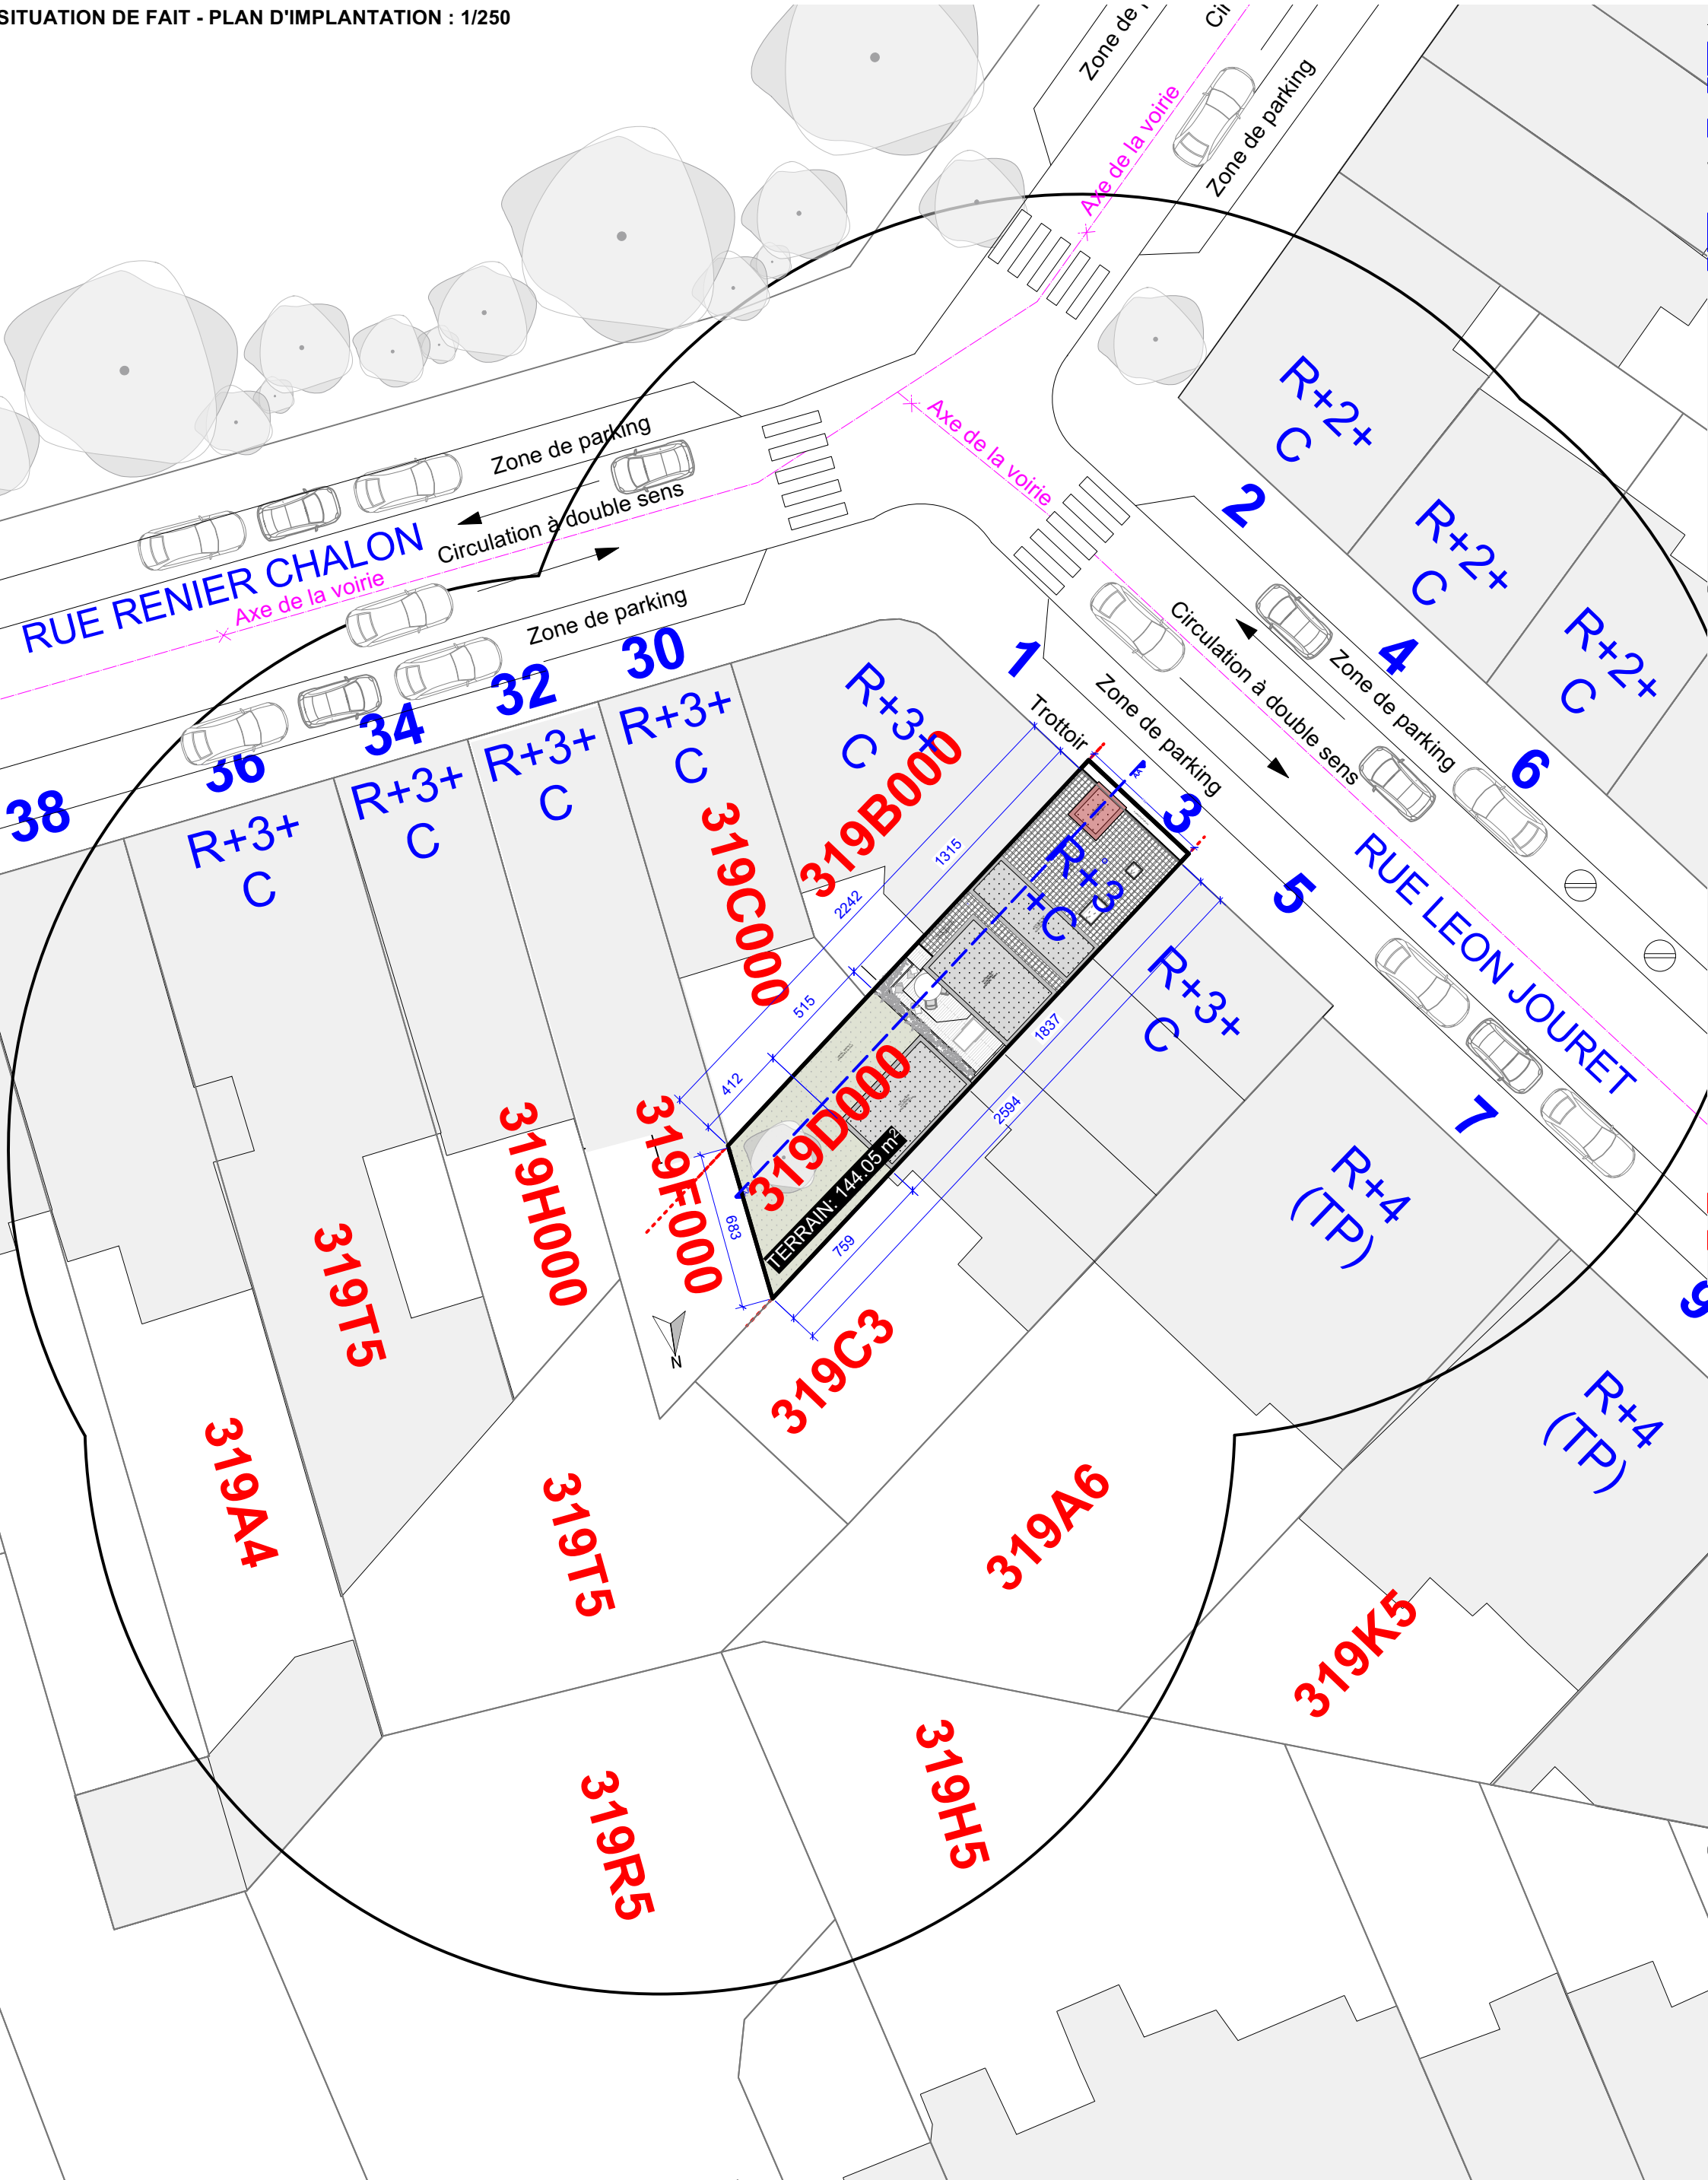 SITUATION DE FAIT - PLAN D'IMPLANTATION : 1/250
Zone de
Axe de la voirie
Zone de parking
R+2+
C
2
Axe de la voirie
Zone de parking
Circulation à double sens
RUE RENIER CHALON
Axe de la voirie
Zone de parking
R+2+
C
4
R+2+
C
6
Circulation à double sens
Zone de parking
Zone de parking
Trottoir
1
3
5
7
9
RUE LEON JOURET
30
32
34
36
38
R+3+
C
R+3+
C
R+3+
C
R+3+
C
R+3+
C
R+3
+C
R+3+
C
R+4
(TP)
R+4
(TP)
319B000
319C000
319D000
TERRAIN: 144.05 m²
319F000
319H000
319T5
319A4
319T5
319C3
319A6
319K5
319H5
319R5
1315
2242
515
412
683
759
1837
2594
N